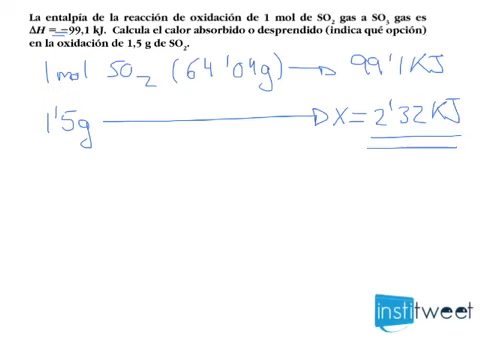 La entalpía de la reacción de oxidación de 1 mol de SO₂ gas a SO₃ gas es
ΔH = −99,1 kJ. Calcula el calor absorbido o desprendido (indica qué opción)
en la oxidación de 1,5 g de SO₂.
1 mol SO₂ (64'04g) → 99'1 KJ
1'5g → X = 2'32 KJ
institweet